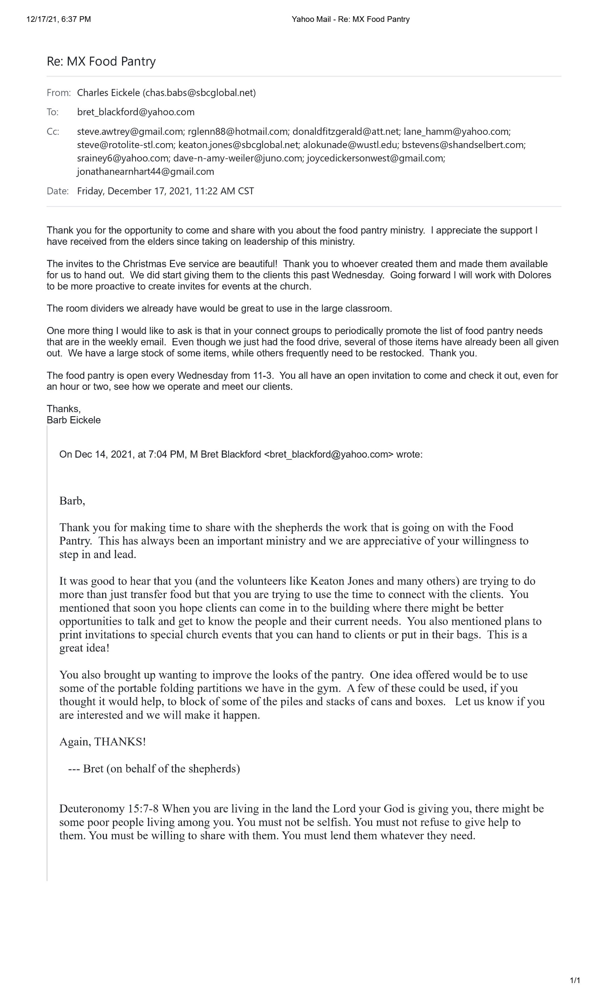 12/17/21, 6:37 PM
Yahoo Mail - Re: MX Food Pantry
Re: MX Food Pantry
From: Charles Eickele (chas.babs@sbcglobal.net)
To: bret_blackford@yahoo.com
Cc: steve.awtrey@gmail.com; rglenn88@hotmail.com; donaldfitzgerald@att.net; lane_hamm@yahoo.com;
steve@rotolite-stl.com; keaton.jones@sbcglobal.net; alokunade@wustl.edu; bstevens@shandselbert.com;
srainey6@yahoo.com; dave-n-amy-weiler@juno.com; joycedickersonwest@gmail.com;
jonathanearnhart44@gmail.com
Date: Friday, December 17, 2021, 11:22 AM CST
Thank you for the opportunity to come and share with you about the food pantry ministry.  I appreciate the support I
have received from the elders since taking on leadership of this ministry.
The invites to the Christmas Eve service are beautiful!  Thank you to whoever created them and made them available
for us to hand out.  We did start giving them to the clients this past Wednesday.  Going forward I will work with Dolores
to be more proactive to create invites for events at the church.
The room dividers we already have would be great to use in the large classroom.
One more thing I would like to ask is that in your connect groups to periodically promote the list of food pantry needs
that are in the weekly email.  Even though we just had the food drive, several of those items have already been all given
out.  We have a large stock of some items, while others frequently need to be restocked.  Thank you.
The food pantry is open every Wednesday from 11-3.  You all have an open invitation to come and check it out, even for
an hour or two, see how we operate and meet our clients.
Thanks,
Barb Eickele
On Dec 14, 2021, at 7:04 PM, M Bret Blackford <bret_blackford@yahoo.com> wrote:
Barb,
Thank you for making time to share with the shepherds the work that is going on with the Food
Pantry.  This has always been an important ministry and we are appreciative of your willingness to
step in and lead.
It was good to hear that you (and the volunteers like Keaton Jones and many others) are trying to do
more than just transfer food but that you are trying to use the time to connect with the clients.  You
mentioned that soon you hope clients can come in to the building where there might be better
opportunities to talk and get to know the people and their current needs.  You also mentioned plans to
print invitations to special church events that you can hand to clients or put in their bags.  This is a
great idea!
You also brought up wanting to improve the looks of the pantry.  One idea offered would be to use
some of the portable folding partitions we have in the gym.  A few of these could be used, if you
thought it would help, to block of some of the piles and stacks of cans and boxes.   Let us know if you
are interested and we will make it happen.
Again, THANKS!
--- Bret (on behalf of the shepherds)
Deuteronomy 15:7-8 When you are living in the land the Lord your God is giving you, there might be
some poor people living among you. You must not be selfish. You must not refuse to give help to
them. You must be willing to share with them. You must lend them whatever they need.
1/1